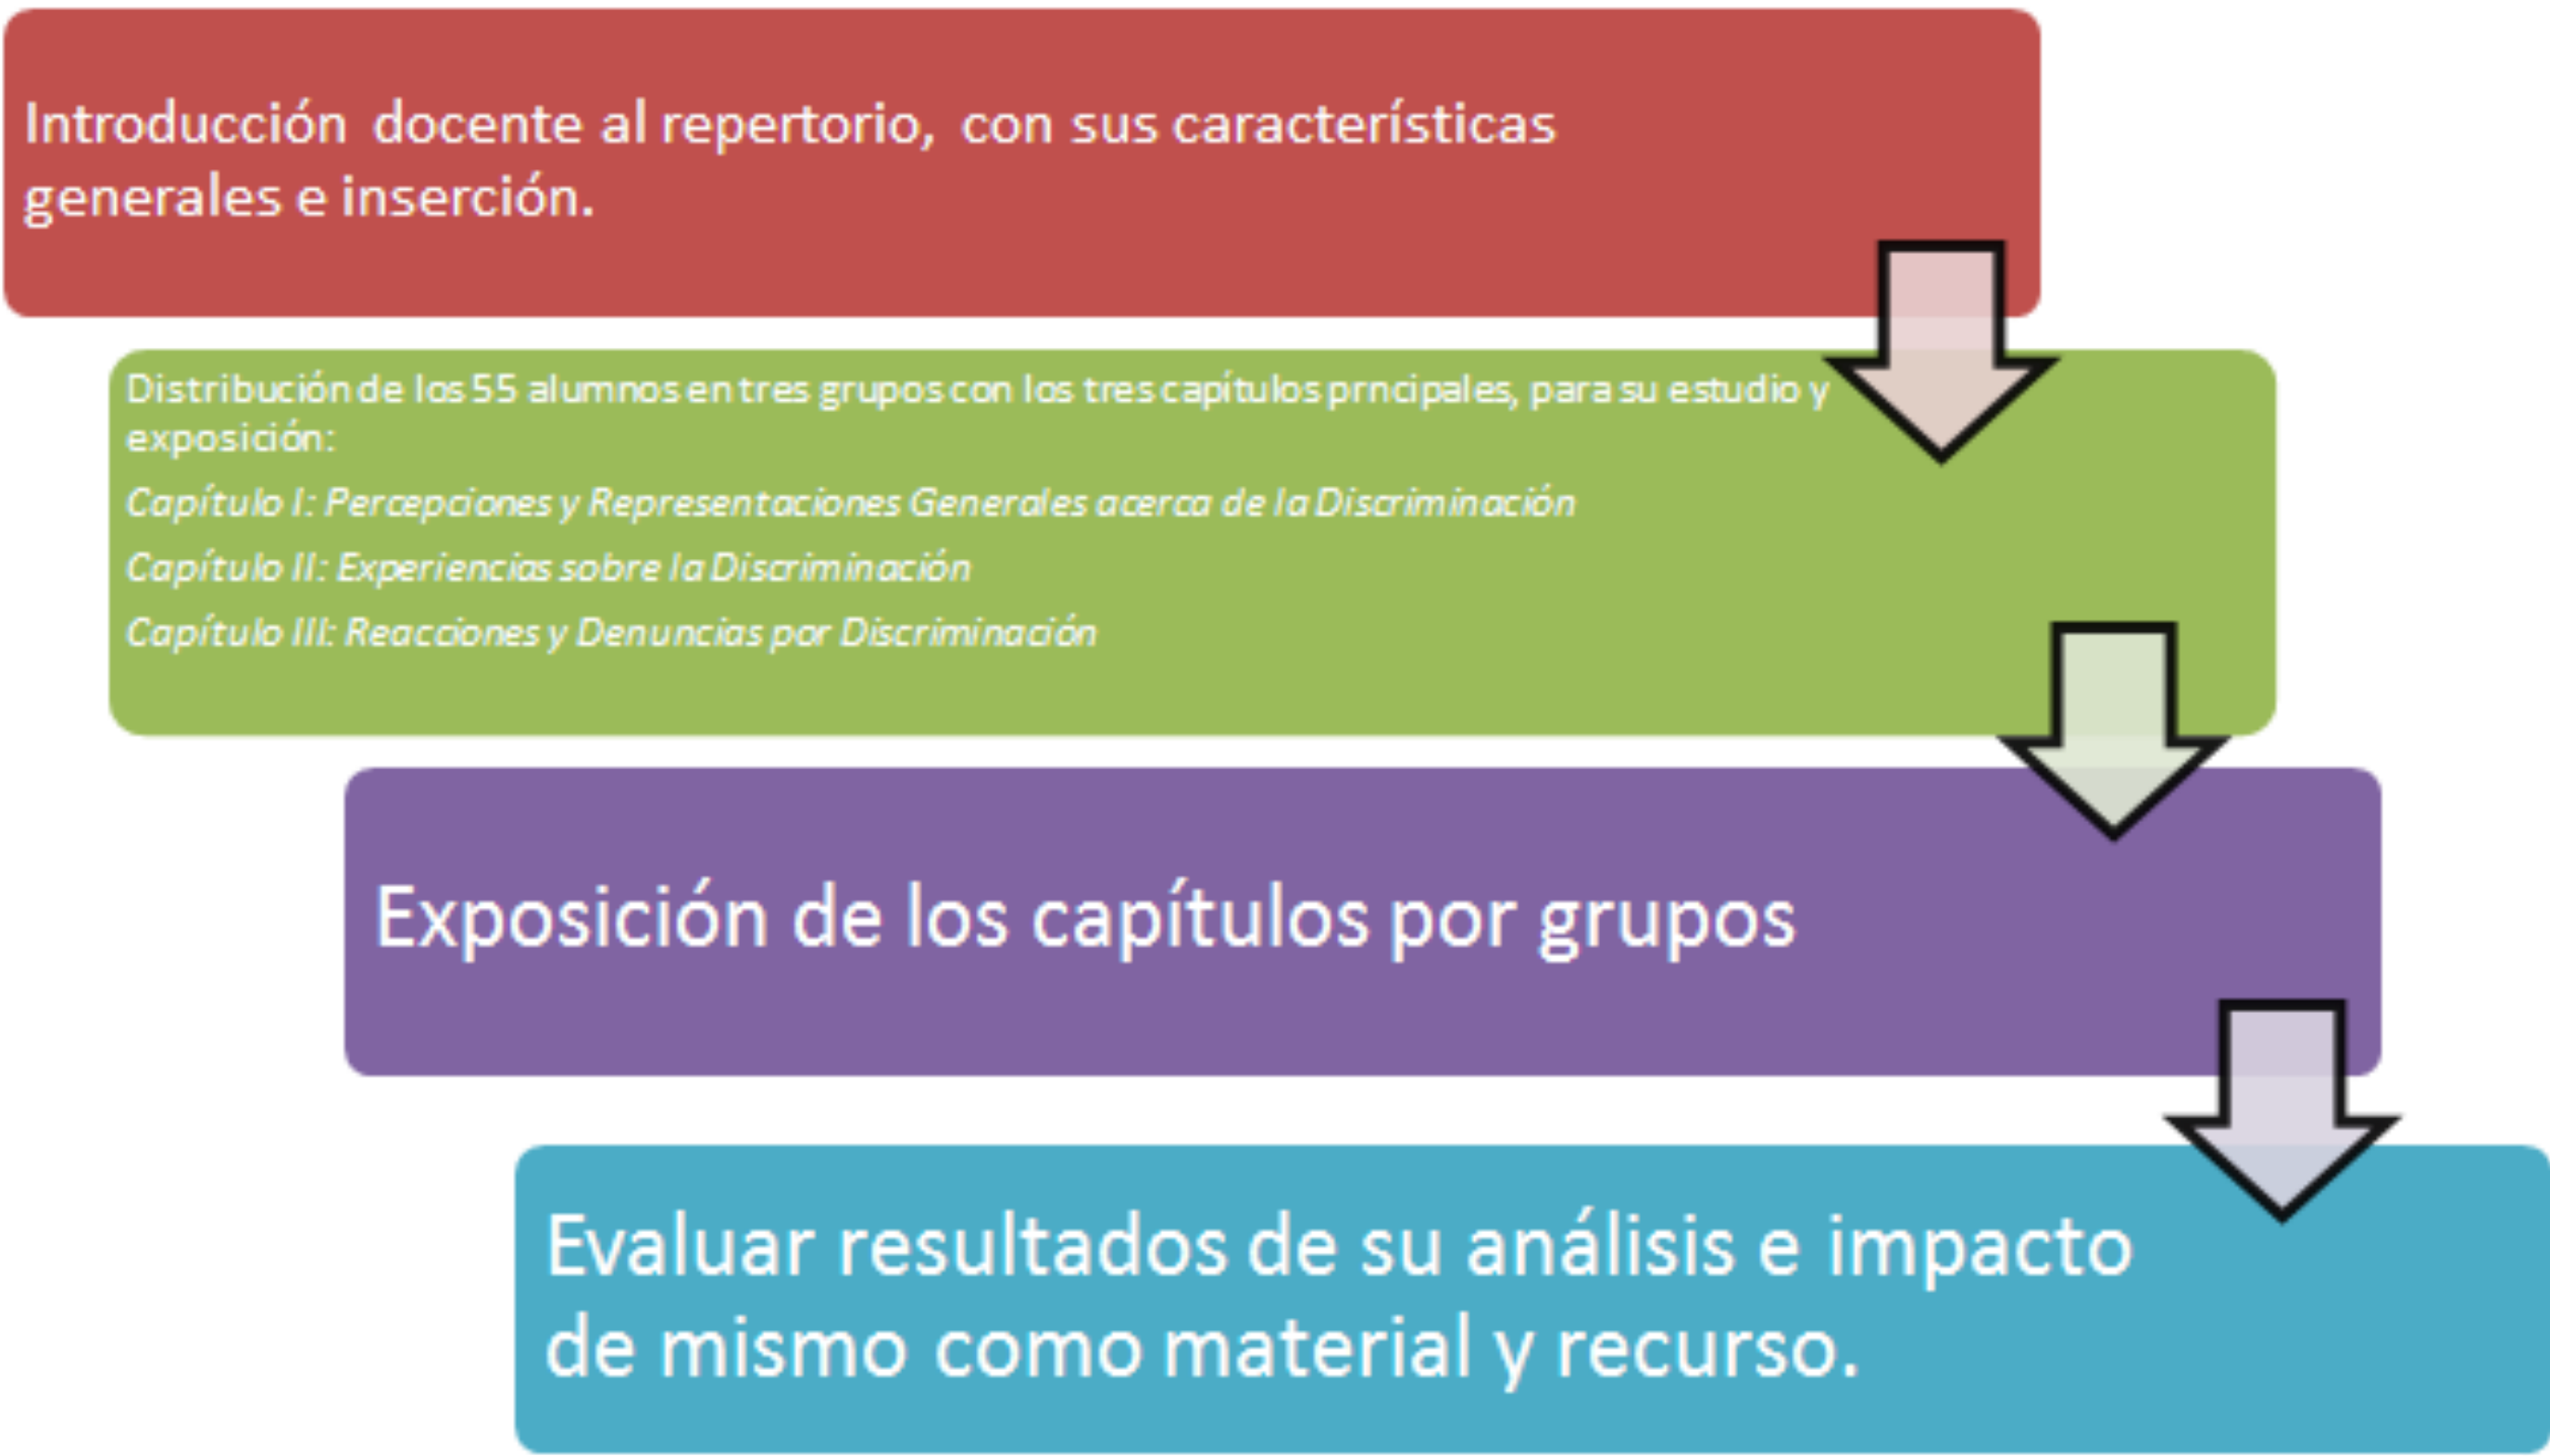 Introducción docente al repertorio, con sus características
generales e inserción.
Distribución de los 55 alumnos en tres grupos con los tres capítulos prncipales, para su estudio y
exposición:
Capítulo I: Percepciones y Representaciones Generales acerca de la Discriminación
Capítulo II: Experiencias sobre la Discriminación
Capítulo III: Reacciones y Denuncias por Discriminación
Exposición de los capítulos por grupos
Evaluar resultados de su análisis e impacto
de mismo como material y recurso.